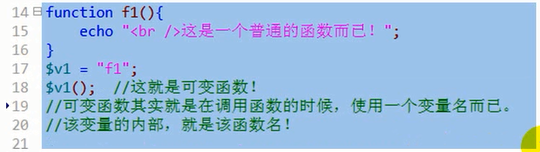 14 function f1(){
15 echo "<br />这是一个普通的函数而已！";
16 }
17 $v1 = "f1";
18 $v1(); //这就是可变函数！
19 //可变函数其实就是在调用函数的时候，使用一个变量名而已。
20 //该变量的内部，就是该函数名！
21